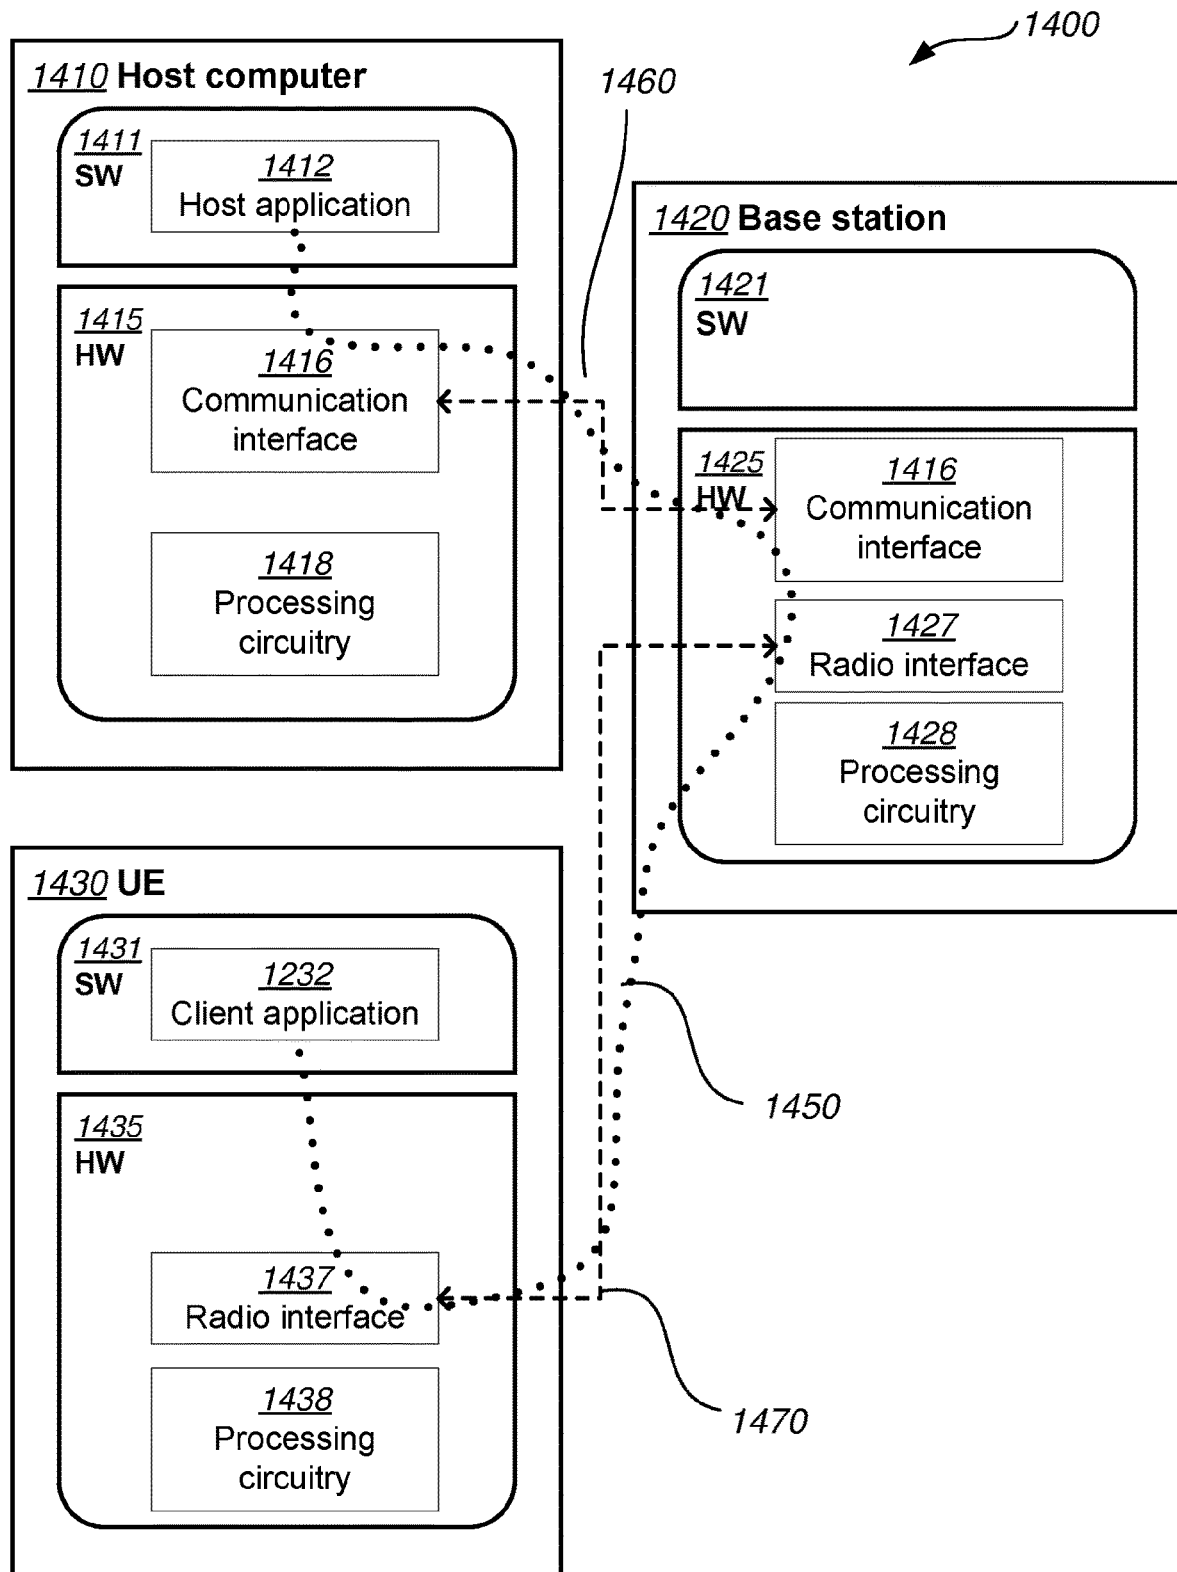 1400
1410 Host computer
1460
1411
SW
1412
Host application
1415
HW
1416
Communication
interface
1418
Processing
circuitry
1420 Base station
1421
SW
1425
HW
1416
Communication
interface
1427
Radio interface
1428
Processing
circuitry
1430 UE
1431
SW
1232
Client application
1435
HW
1437
Radio interface
1438
Processing
circuitry
1450
1470